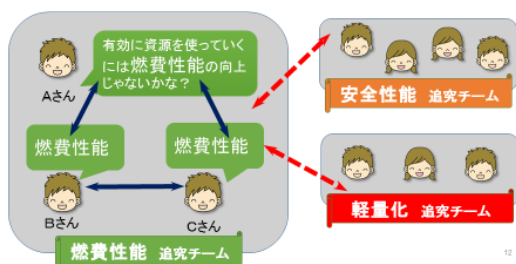 有効に資源を使っていく
には燃費性能の向上
じゃないかな？
Aさん
燃費性能
燃費性能
Bさん
Cさん
燃費性能 追究チーム
安全性能 追究チーム
軽量化 追究チーム
12